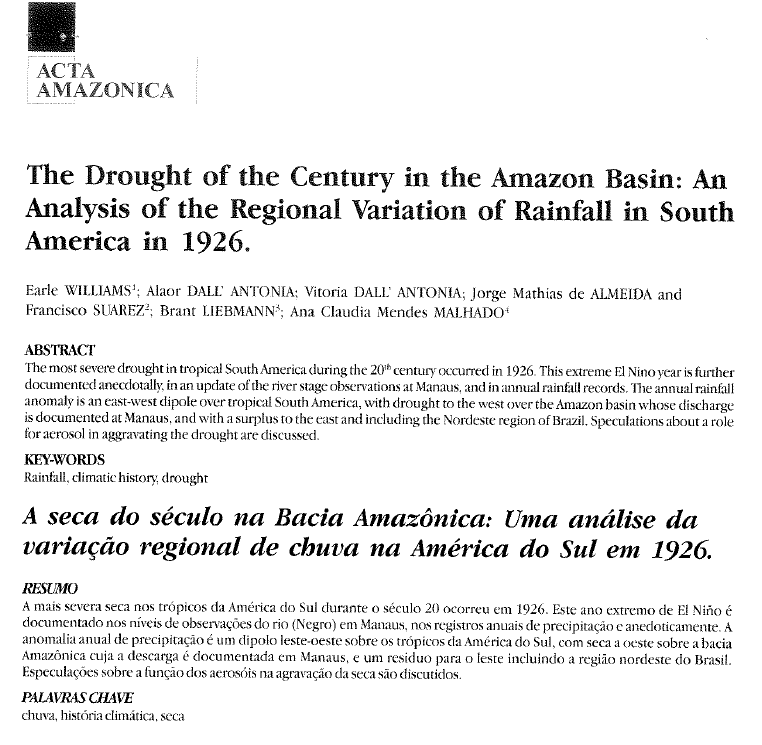 ACTA
AMAZONICA
The Drought of the Century in the Amazon Basin: An
Analysis of the Regional Variation of Rainfall in South
America in 1926.
Earle WILLIAMS¹; Alaor DALL' ANTONIA; Vitoria DALL' ANTONIA; Jorge Mathias de ALMEIDA and
Francisco SUAREZ²; Brant LIEBMANN³; Ana Claudia Mendes MALHADO⁴
ABSTRACT
The most severe drought in tropical South America during the 20th century occurred in 1926. This extreme El Nino year is further
documented anecdotally, in an update of the river stage observations at Manaus, and in annual rainfall records. The annual rainfall
anomaly is an east-west dipole over tropical South America, with drought to the west over the Amazon basin whose discharge
is documented at Manaus, and with a surplus to the east and including the Nordeste region of Brazil. Speculations about a role
for aerosol in aggravating the drought are discussed.
KEY-WORDS
Rainfall, climatic history, drought
A seca do século na Bacia Amazônica: Uma análise da
variação regional de chuva na América do Sul em 1926.
RESUMO
A mais severa seca nos trópicos da América do Sul durante o século 20 ocorreu em 1926. Este ano extremo de El Niño é
documentado nos níveis de observações do rio (Negro) em Manaus, nos registros anuais de precipitação e anedoticamente. A
anomalia anual de precipitação é um dipolo leste-oeste sobre os trópicos da América do Sul, com seca a oeste sobre a bacia
Amazônica cuja a descarga é documentada em Manaus, e um resíduo para o leste incluindo a região nordeste do Brasil.
Especulações sobre a função dos aerosóis na agravação da seca são discutidos.
PALAVRAS CHAVE
chuva, história climática, seca